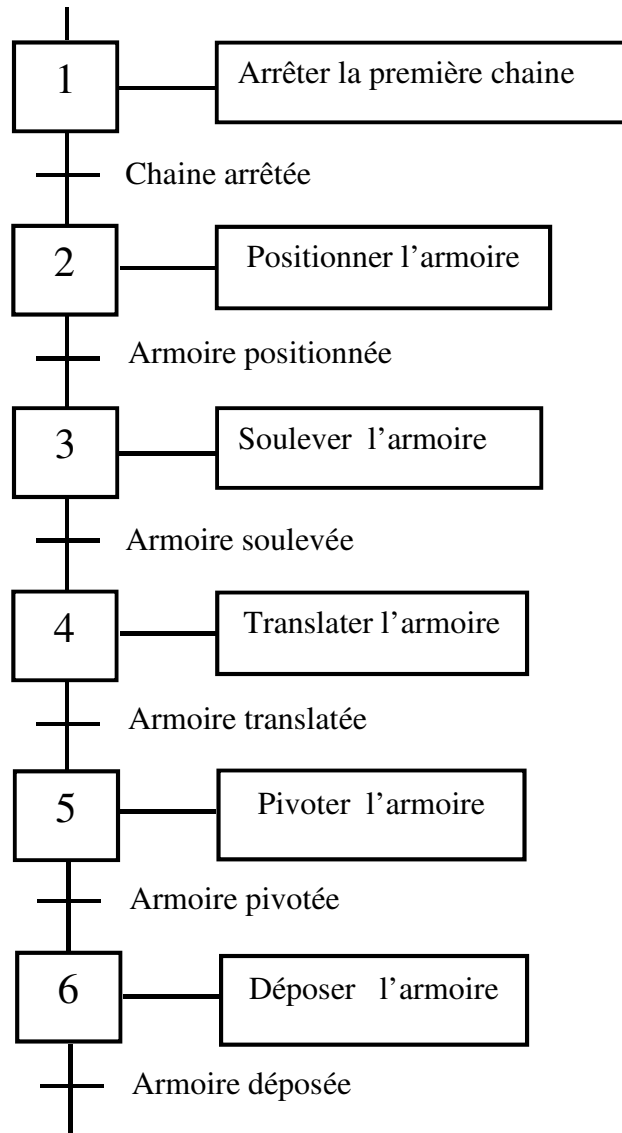 1
Arrêter la première chaine
Chaine arrêtée
2
Positionner l’armoire
Armoire positionnée
3
Soulever l’armoire
Armoire soulevée
4
Translater l’armoire
Armoire translatée
5
Pivoter l’armoire
Armoire pivotée
6
Déposer l’armoire
Armoire déposée